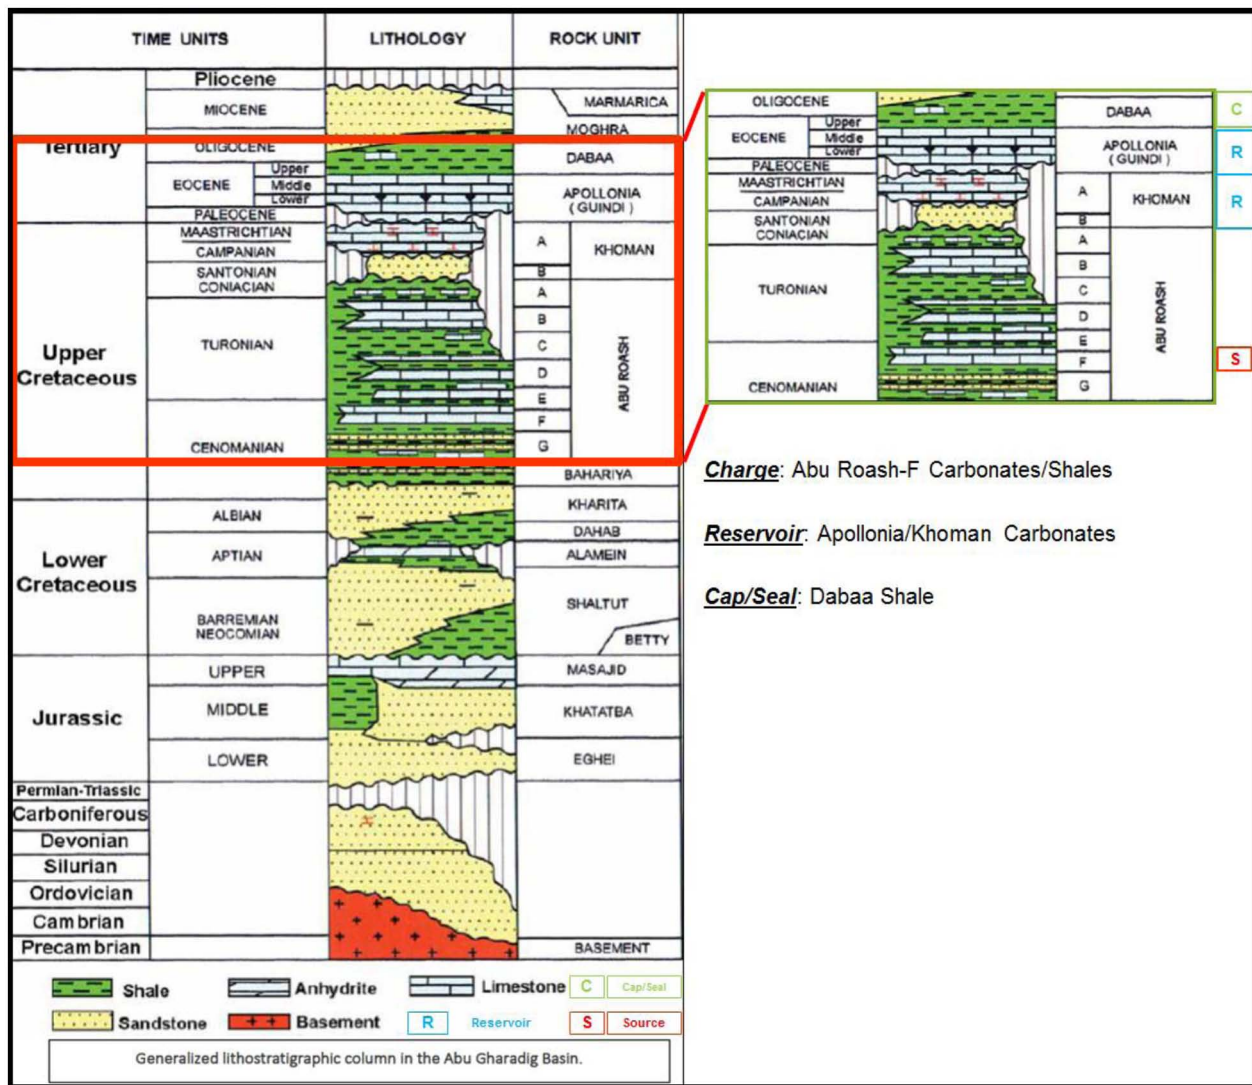 TIME UNITS LITHOLOGY ROCK UNIT
Pliocene
MIOCENE MARMARICA
MOGHRA
Tertiary
OLIGOCENE DABAA
EOCENE Upper
Middle
Lower
APOLLONIA
(GUINDI)
PALEOCENE
MAASTRICHTIAN
CAMPANIAN
A KHOMAN
SANTONIAN
CONIACIAN
B
A
B
Upper
Cretaceous
TURONIAN
C
D
E
F
ABU ROASH
CENOMANIAN G
BAHARIYA
KHARITA
ALBIAN
DAHAB
Lower
Cretaceous
APTIAN ALAMEIN
SHALTUT
BARREMIAN
NEOCOMIAN
BETTY
Jurassic
UPPER MASAJID
MIDDLE KHATATBA
LOWER EGHEI
Permian-Triassic
Carboniferous
Devonian
Silurian
Ordovician
Cambrian
Precambrian BASEMENT
Shale Anhydrite Limestone C Cap/Seal
Sandstone Basement R Reservoir S Source
Generalized lithostratigraphic column in the Abu Gharadig Basin.
OLIGOCENE DABAA C
EOCENE Upper
Middle
Lower
APOLLONIA
(GUINDI)
R
PALEOCENE
MAASTRICHTIAN
CAMPANIAN
A KHOMAN R
SANTONIAN
CONIACIAN
B
A
B
TURONIAN
C
D
E
F
ABU ROASH
S
CENOMANIAN G
Charge: Abu Roash-F Carbonates/Shales
Reservoir: Apollonia/Khoman Carbonates
Cap/Seal: Dabaa Shale